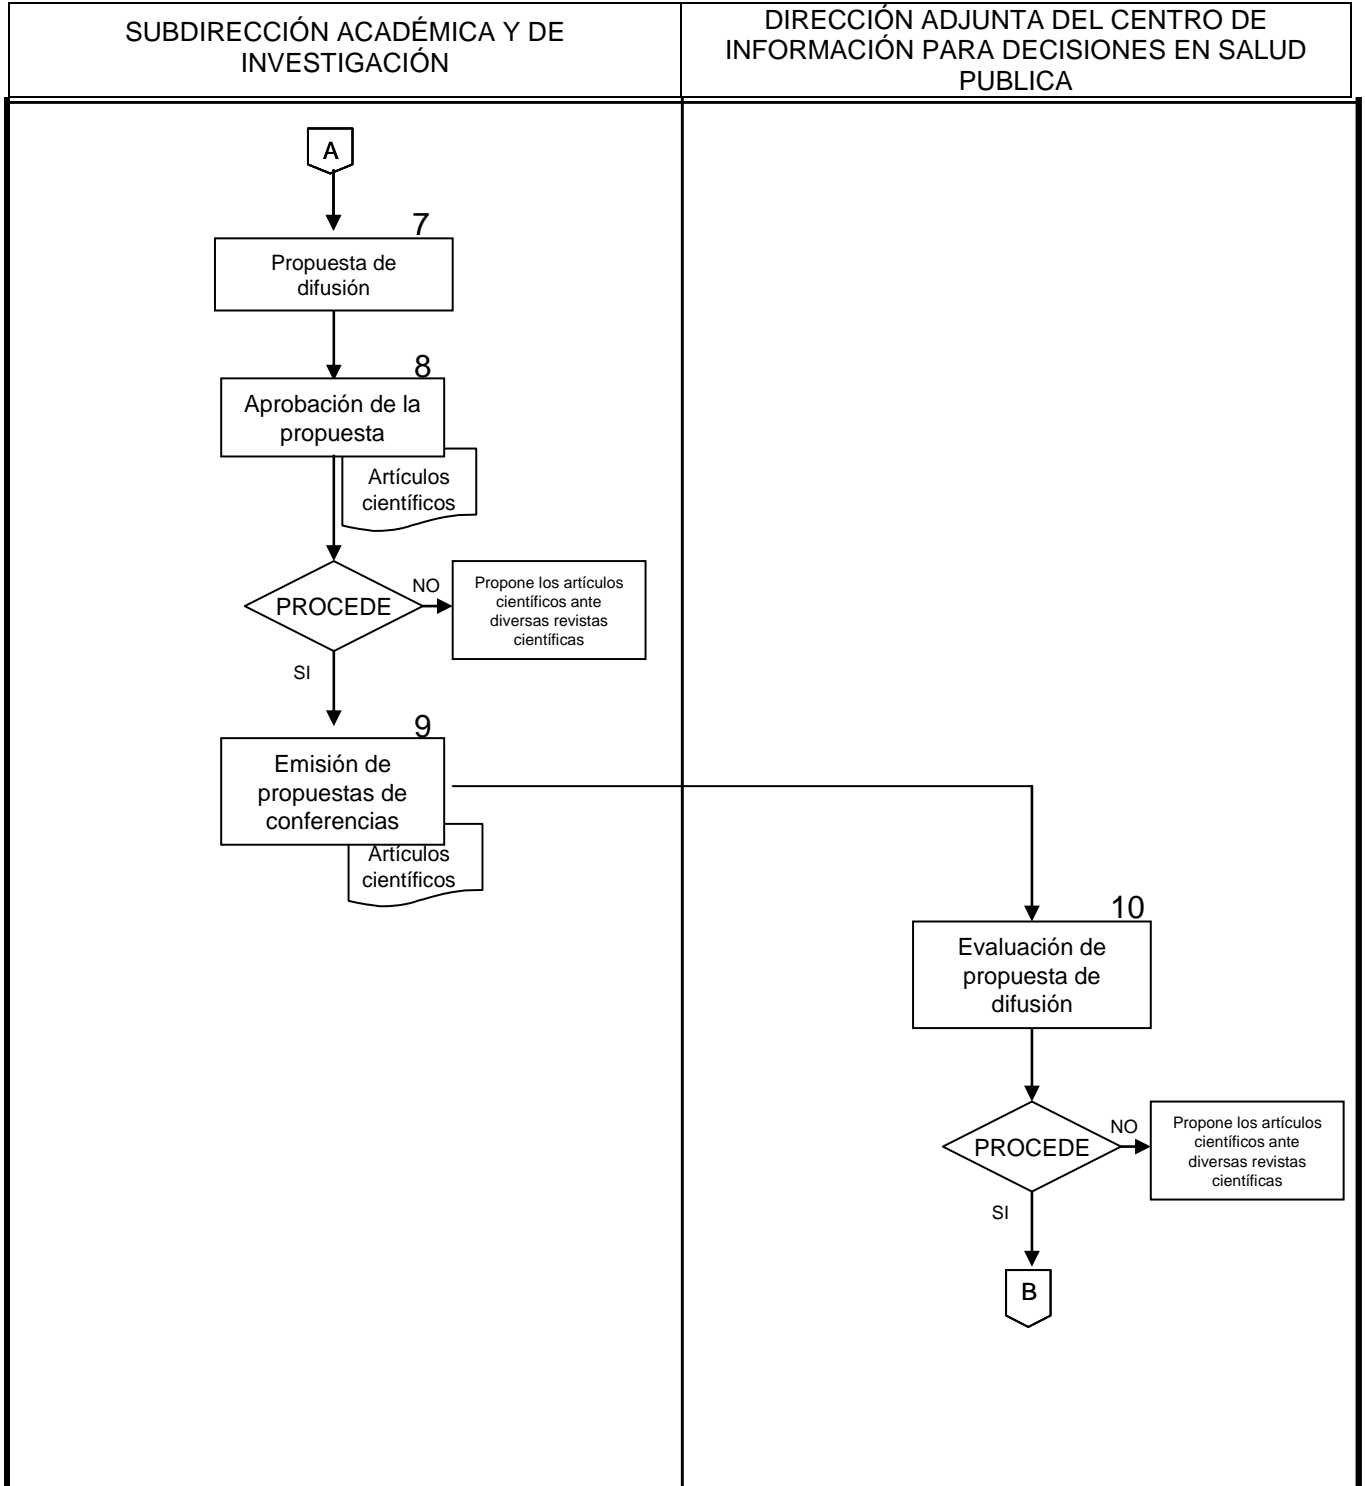 SUBDIRECCIÓN ACADÉMICA Y DE
INVESTIGACIÓN
DIRECCIÓN ADJUNTA DEL CENTRO DE
INFORMACIÓN PARA DECISIONES EN SALUD
PUBLICA
A
7
Propuesta de
difusión
8
Aprobación de la
propuesta
Artículos
científicos
PROCEDE
NO
Propone los artículos
científicos ante
diversas revistas
científicas
SI
9
Emisión de
propuestas de
conferencias
Artículos
científicos
10
Evaluación de
propuesta de
difusión
PROCEDE
NO
Propone los artículos
científicos ante
diversas revistas
científicas
SI
B